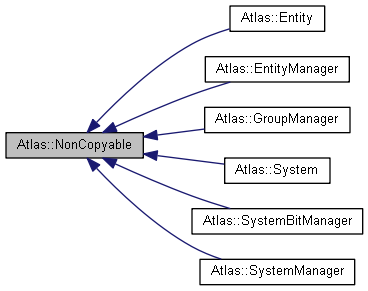 Atlas::Entity
Atlas::EntityManager
Atlas::GroupManager
Atlas::NonCopyable
Atlas::System
Atlas::SystemBitManager
Atlas::SystemManager